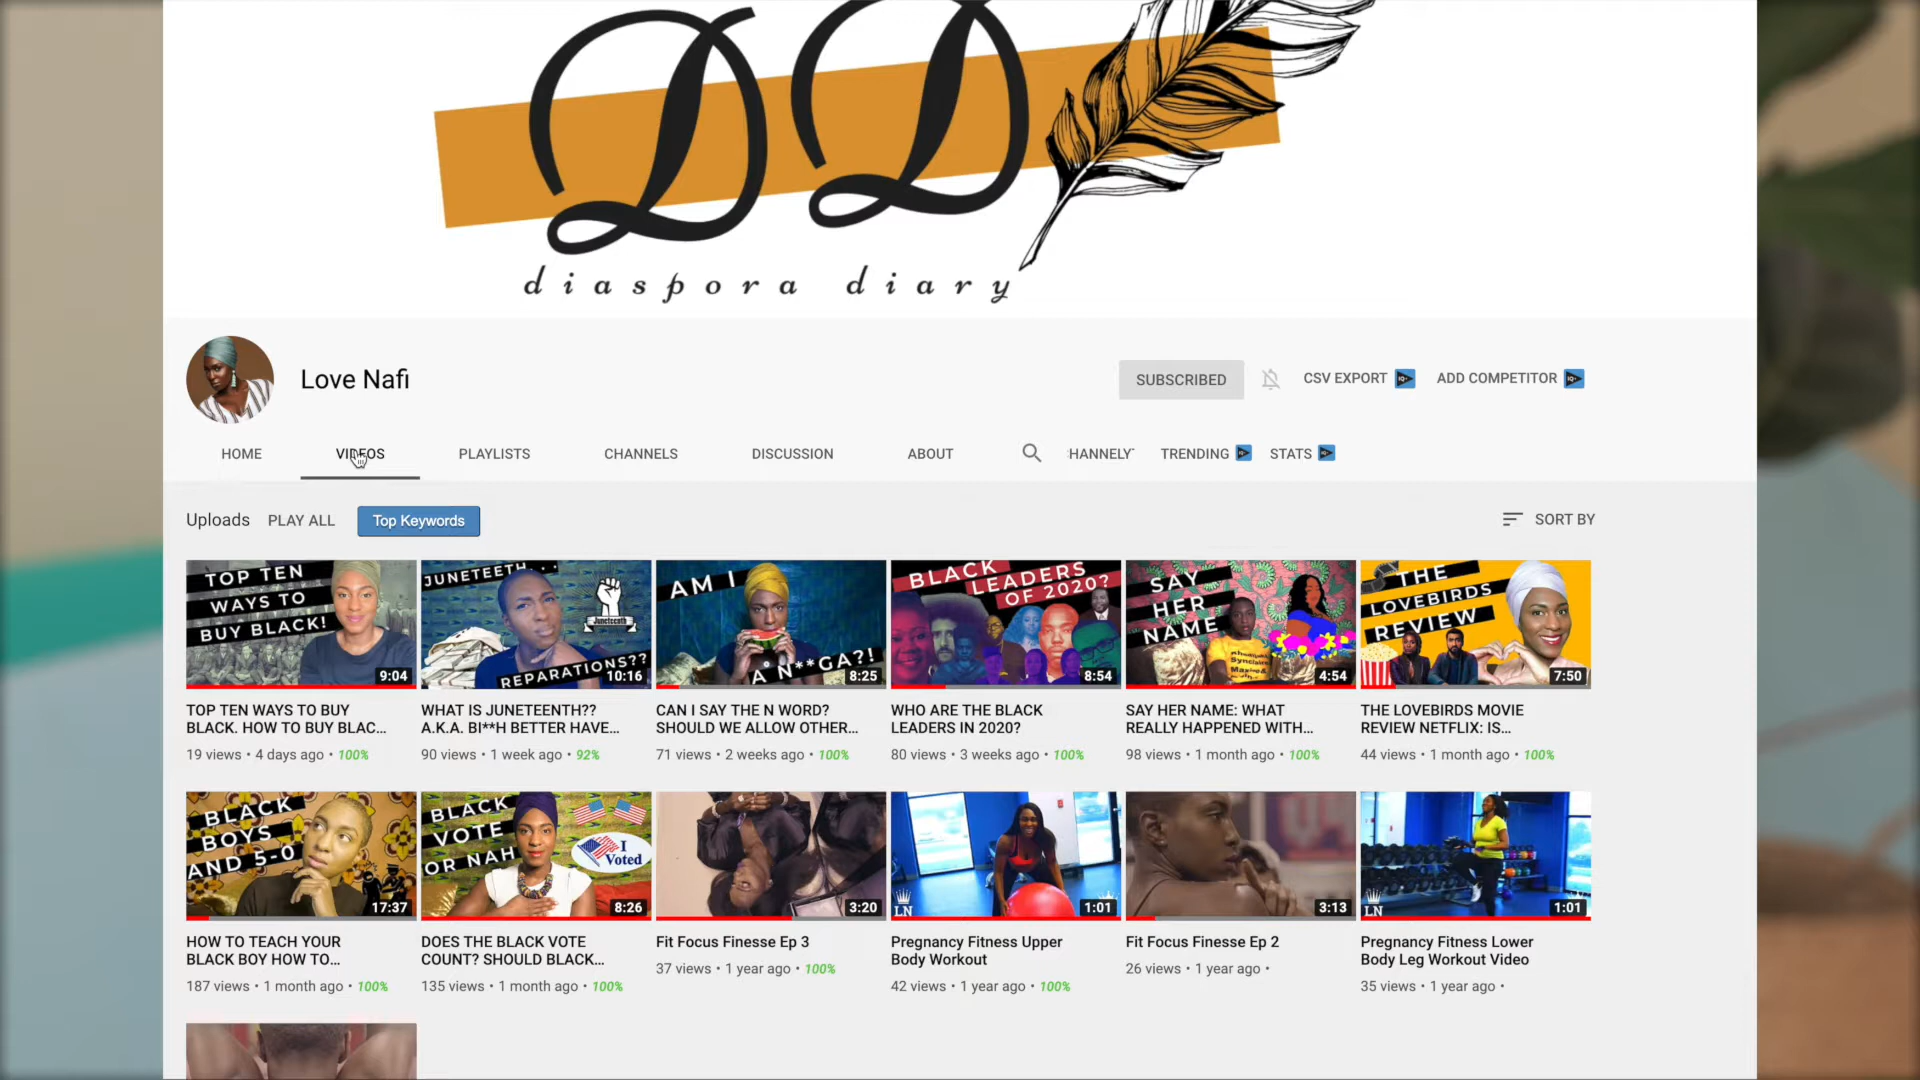 DD
diaspora diary
Love Nafi
SUBSCRIBED
CSV EXPORT
ADD COMPETITOR
HOME
VIDEOS
PLAYLISTS
CHANNELS
DISCUSSION
ABOUT
HANNELY
TRENDING
STATS
Uploads
PLAY ALL
Top Keywords
SORT BY
TOP TEN
WAYS TO
BUY BLACK!
9:04
JUNETEETH...
Juneteenth
REPARATIONS??
10:16
AM I
A N**GA?!
8:25
BLACK
LEADERS
OF 2020?
8:54
SAY
HER
NAME
4:54
THE
LOVEBIRDS
REVIEW
7:50
TOP TEN WAYS TO BUY
BLACK. HOW TO BUY BLAC...
19 views • 4 days ago • 100%
WHAT IS JUNETEENTH??
A.K.A. BI**H BETTER HAVE...
90 views • 1 week ago • 92%
CAN I SAY THE N WORD?
SHOULD WE ALLOW OTHER...
71 views • 2 weeks ago • 100%
WHO ARE THE BLACK
LEADERS IN 2020?
80 views • 3 weeks ago • 100%
SAY HER NAME: WHAT
REALLY HAPPENED WITH...
98 views • 1 month ago • 100%
THE LOVEBIRDS MOVIE
REVIEW NETFLIX: IS...
44 views • 1 month ago • 100%
BLACK
BOYS
AND 5-0
17:37
BLACK
VOTE
OR NAH
I
Voted
8:26
3:20
LN
1:01
3:13
LN
1:01
HOW TO TEACH YOUR
BLACK BOY HOW TO...
187 views • 1 month ago • 100%
DOES THE BLACK VOTE
COUNT? SHOULD BLACK...
135 views • 1 month ago • 100%
Fit Focus Finesse Ep 3
37 views • 1 year ago • 100%
Pregnancy Fitness Upper
Body Workout
42 views • 1 year ago • 100%
Fit Focus Finesse Ep 2
26 views • 1 year ago •
Pregnancy Fitness Lower
Body Leg Workout Video
35 views • 1 year ago •